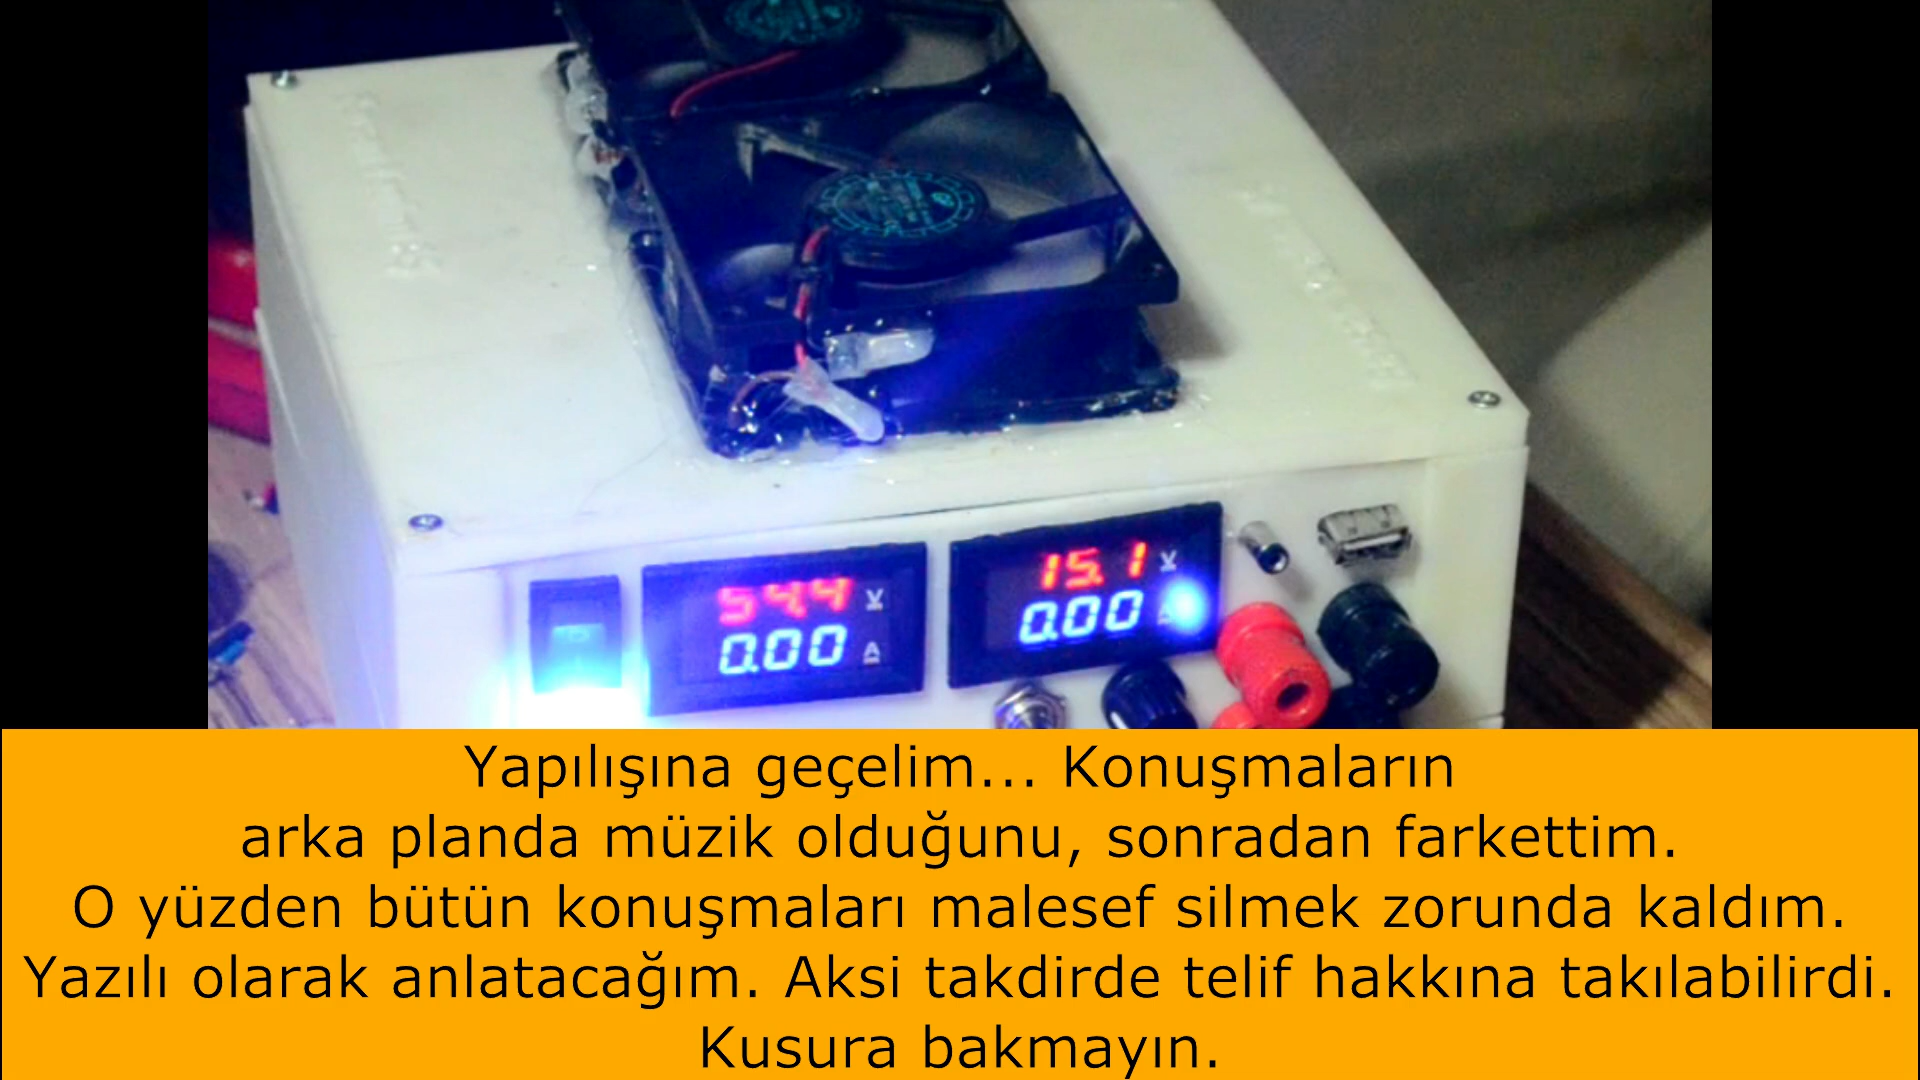 54.4 V
0.00 A
15.1 V
0.00 A
Yapılışına geçelim... Konuşmaların
arka planda müzik olduğunu, sonradan farkettim.
O yüzden bütün konuşmaları malesef silmek zorunda kaldım.
Yazılı olarak anlatacağım. Aksi takdirde telif hakkına takılabilirdi.
Kusura bakmayın.